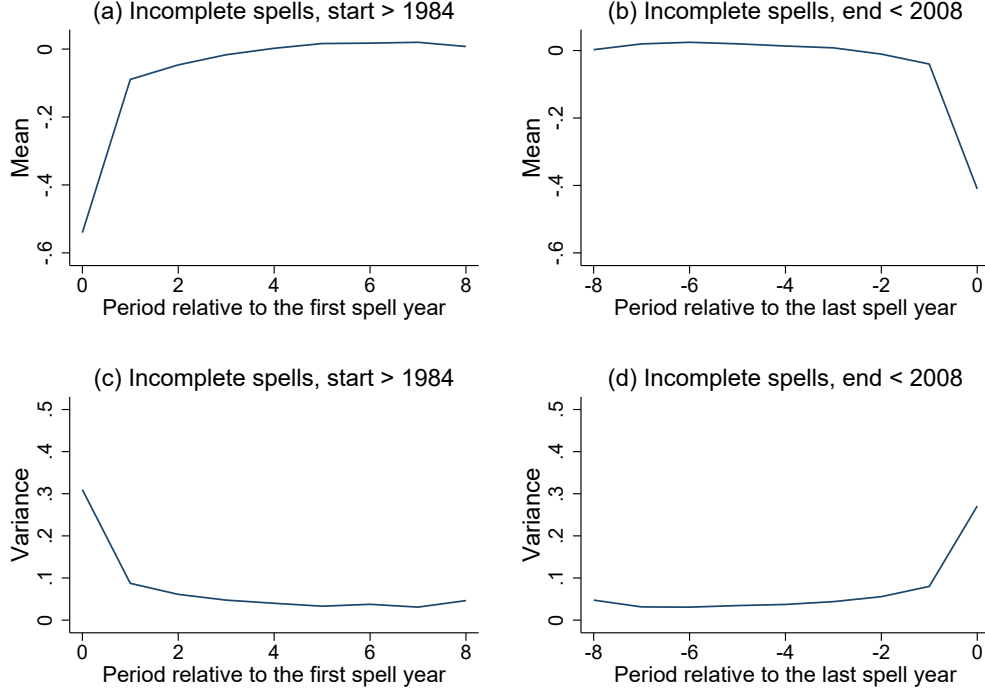 (a) Incomplete spells, start > 1984
Mean
0
-.2
-.4
-.6
0 2 4 6 8
Period relative to the first spell year
(b) Incomplete spells, end < 2008
Mean
0
-.2
-.4
-.6
-8 -6 -4 -2 0
Period relative to the last spell year
(c) Incomplete spells, start > 1984
Variance
.5
.4
.3
.2
.1
0
0 2 4 6 8
Period relative to the first spell year
(d) Incomplete spells, end < 2008
Variance
.5
.4
.3
.2
.1
0
-8 -6 -4 -2 0
Period relative to the last spell year